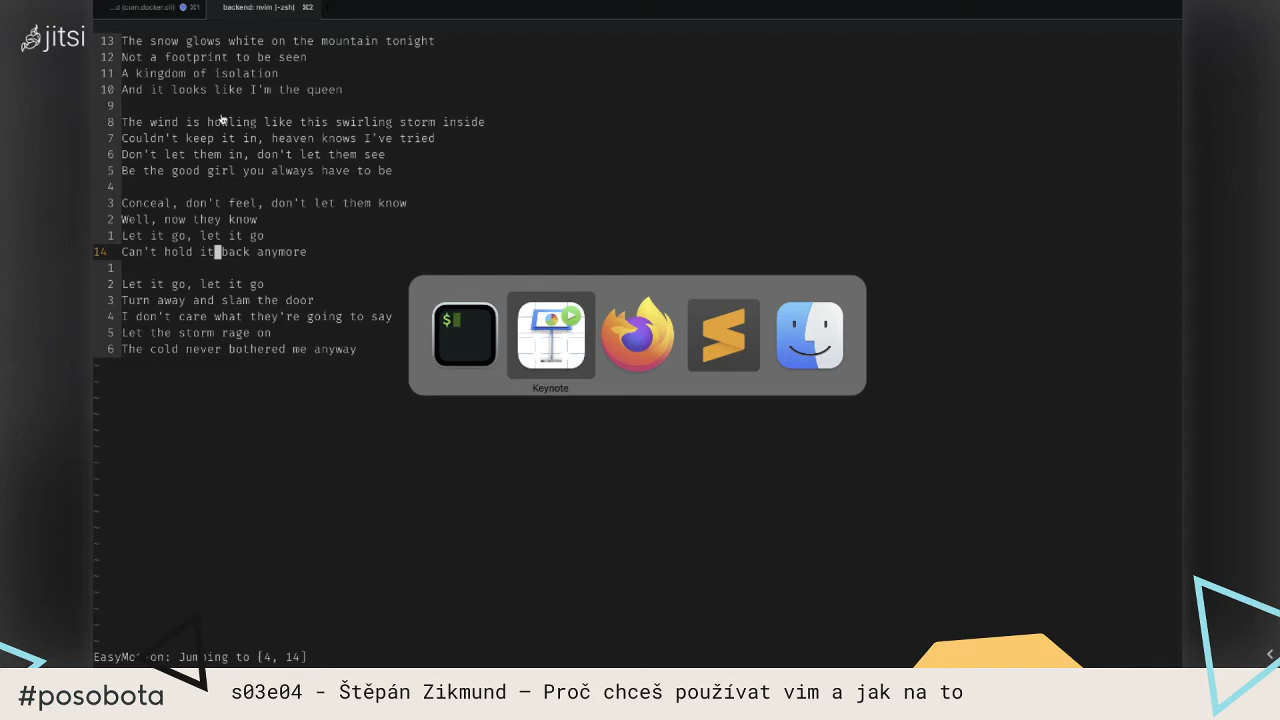 ...d (com.docker.cli) ⌘1 backend: nvim (-zsh) ⌘2
jitsi
13 The snow glows white on the mountain tonight
12 Not a footprint to be seen
11 A kingdom of isolation
10 And it looks like I'm the queen
9
8 The wind is howling like this swirling storm inside
7 Couldn't keep it in, heaven knows I've tried
6 Don't let them in, don't let them see
5 Be the good girl you always have to be
4
3 Conceal, don't feel, don't let them know
2 Well, now they know
1 Let it go, let it go
14 Can't hold it back anymore
1
2 Let it go, let it go
3 Turn away and slam the door
4 I don't care what they're going to say
5 Let the storm rage on
6 The cold never bothered me anyway
$
Keynote
EasyMotion: Jumping to [4, 14]
#posobota s03e04 - Štěpán Zikmund – Proč chceš používat vim a jak na to